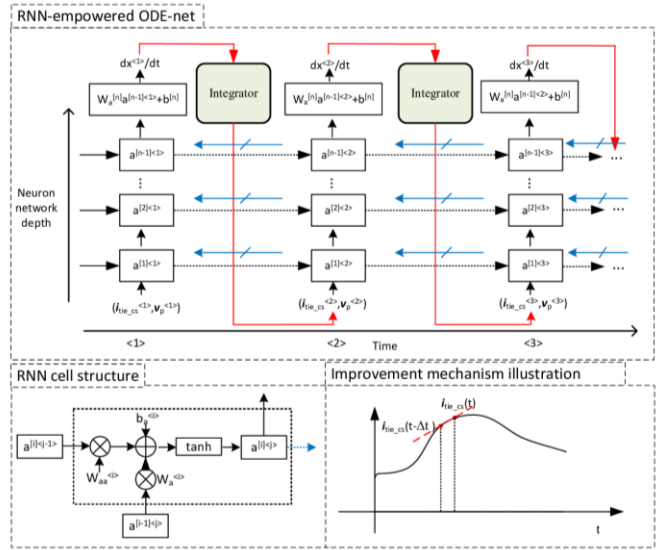 RNN-empowered ODE-net
dx<1>/dt
dx<2>/dt
dx<3>/dt
Wa[n]a[n-1]<1>+b[n]
Integrator
Wa[n]a[n-1]<2>+b[n]
Integrator
Wa[n]a[n-1]<2>+b[n]
a[n-1]<1>
a[n-1]<2>
a[n-1]<3>
...
Neuron
network
depth
a[2]<1>
a[2]<2>
a[2]<3>
...
a[1]<1>
a[1]<2>
a[1]<3>
...
(itie_cs<1>,vp<1>)
(itie_cs<2>,vp<2>)
(itie_cs<3>,vp<3>)
<1>
<2>
Time
<3>
RNN cell structure
ba<i>
a[i]<j-1>
tanh
a[i]<j>
Waa<i>
Wa<i>
a[i-1]<j>
Improvement mechanism illustration
itie_cs(t)
itie_cs(t-Δt)
t